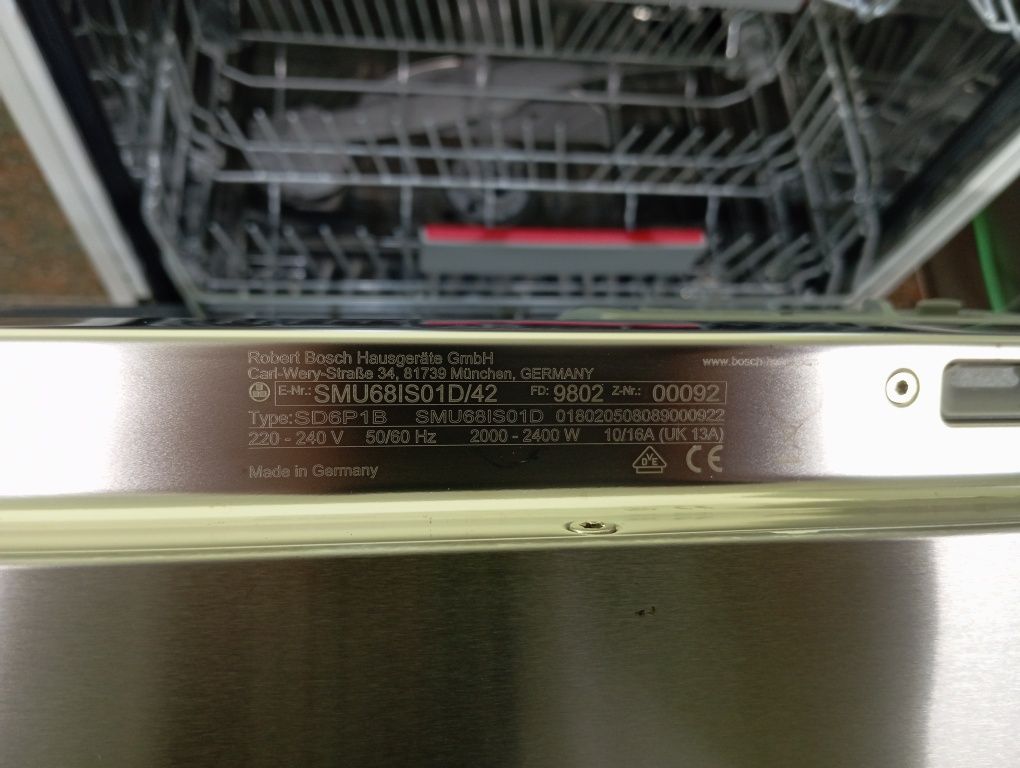 Robert Bosch Hausgeräte GmbH
Carl-Wery-Straße 34, 81739 München, GERMANY
www.bosch-
E-Nr.: SMU68IS01D/42 FD: 9802 Z-Nr.: 00092
Type: SD6P1B SMU68IS01D 018020508089000922
220 - 240 V 50/60 Hz 2000 - 2400 W 10/16A (UK 13A)
Made in Germany
DVE CE